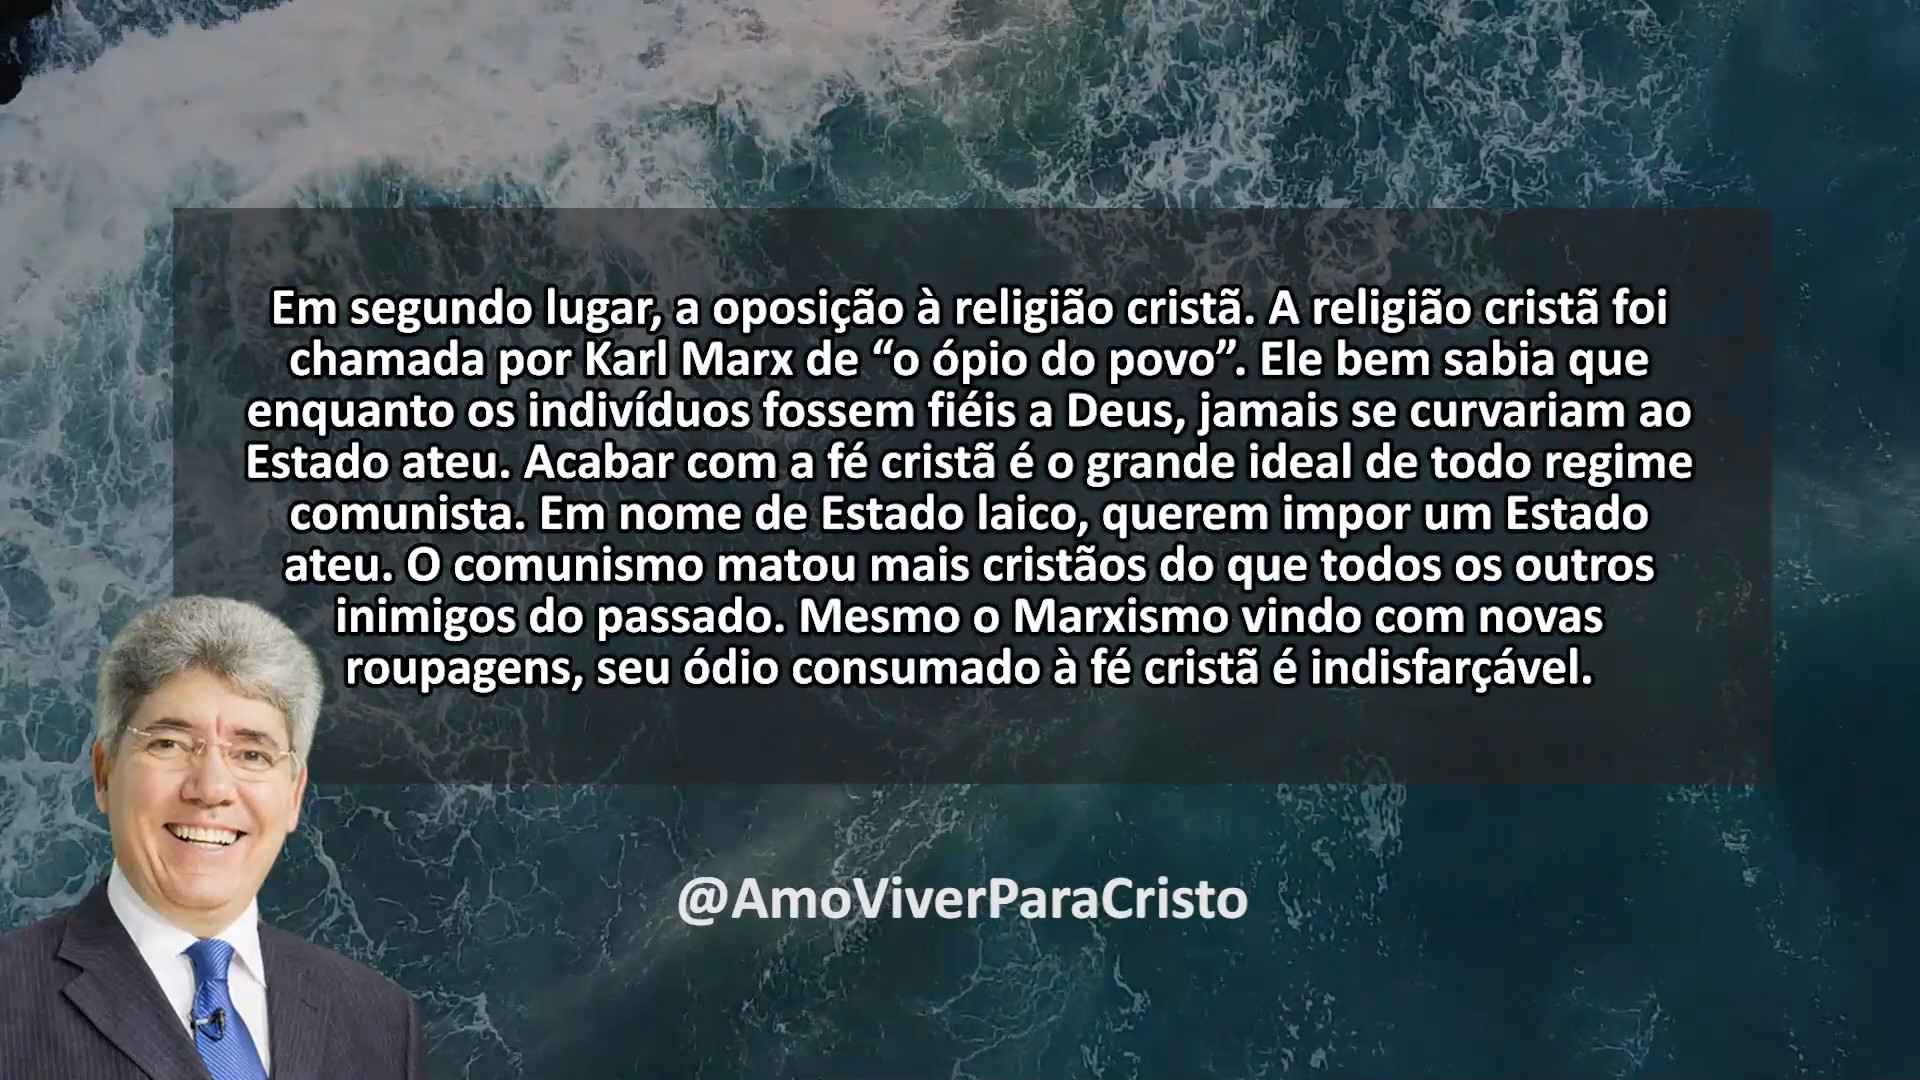 Em segundo lugar, a oposição à religião cristã. A religião cristã foi
chamada por Karl Marx de “o ópio do povo”. Ele bem sabia que
enquanto os indivíduos fossem fiéis a Deus, jamais se curvariam ao
Estado ateu. Acabar com a fé cristã é o grande ideal de todo regime
comunista. Em nome de Estado laico, querem impor um Estado
ateu. O comunismo matou mais cristãos do que todos os outros
inimigos do passado. Mesmo o Marxismo vindo com novas
roupagens, seu ódio consumado à fé cristã é indisfarçável.
@AmoViverParaCristo